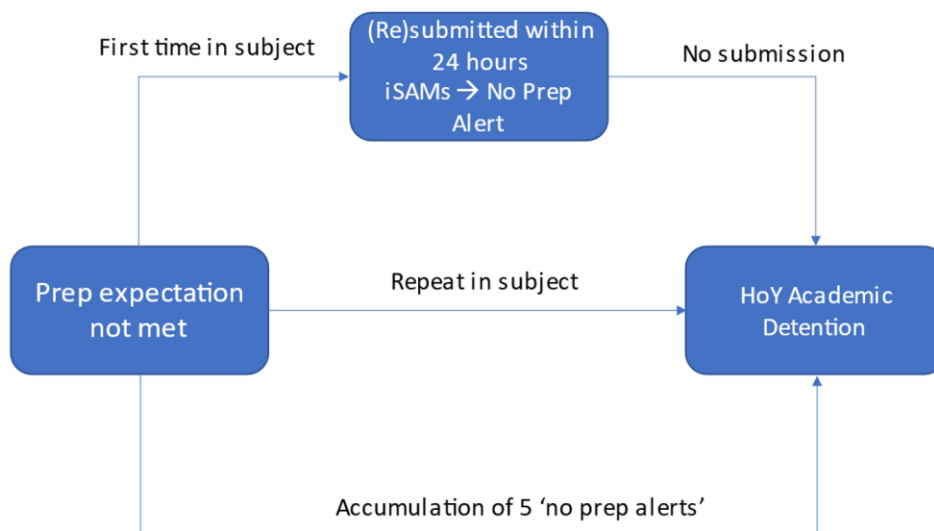 First time in subject
(Re)submitted within
24 hours
iSAMs → No Prep
Alert
No submission
Prep expectation
not met
Repeat in subject
HoY Academic
Detention
Accumulation of 5 ‘no prep alerts’